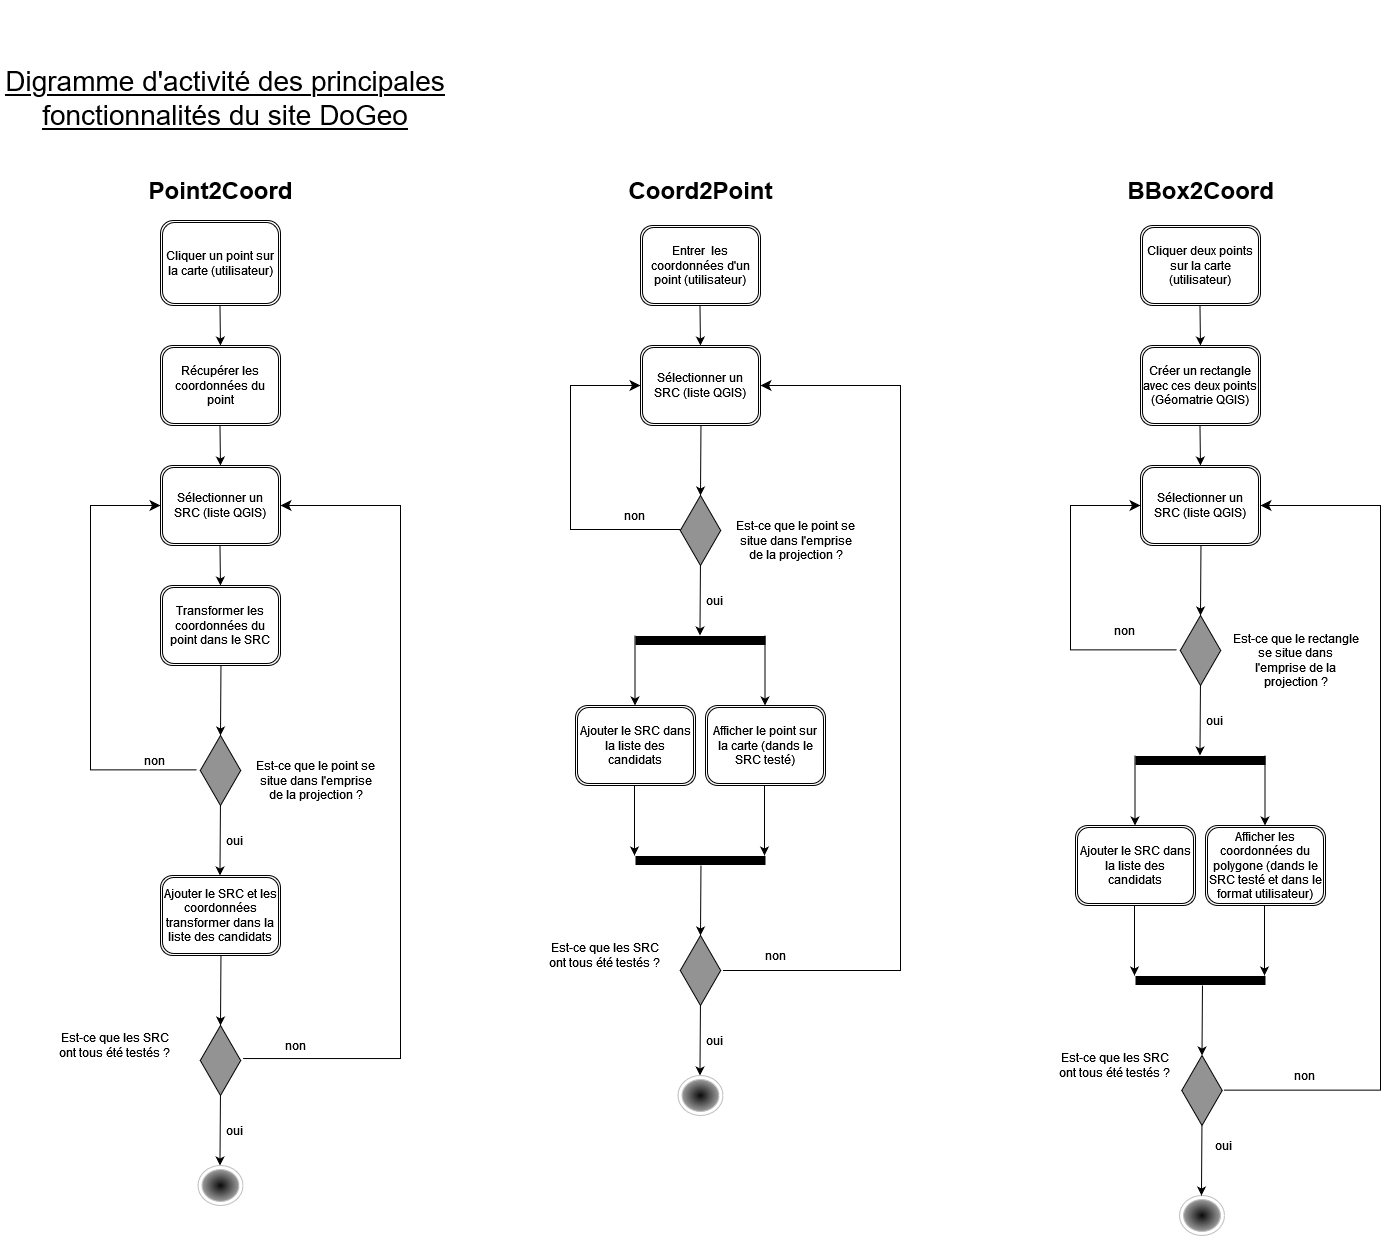 Digramme d'activité des principales
fonctionnalités du site DoGeo
Point2Coord
Cliquer un point sur
la carte (utilisateur)
Récupérer les
coordonnées du
point
Sélectionner un
SRC (liste QGIS)
Transformer les
coordonnées du
point dans le SRC
non
Est-ce que le point se
situe dans l'emprise
de la projection ?
oui
Ajouter le SRC et les
coordonnées
transformer dans la
liste des candidats
Est-ce que les SRC
ont tous été testés ?
non
oui
Coord2Point
Entrer les
coordonnées d'un
point (utilisateur)
Sélectionner un
SRC (liste QGIS)
non
Est-ce que le point se
situe dans l'emprise
de la projection ?
oui
Ajouter le SRC dans
la liste des
candidats
Afficher le point sur
la carte (dands le
SRC testé)
Est-ce que les SRC
ont tous été testés ?
non
oui
BBox2Coord
Cliquer deux points
sur la carte
(utilisateur)
Créer un rectangle
avec ces deux points
(Géomatrie QGIS)
Sélectionner un
SRC (liste QGIS)
non
Est-ce que le rectangle
se situe dans
l'emprise de la
projection ?
oui
Ajouter le SRC dans
la liste des
candidats
Afficher les
coordonnées du
polygone (dands le
SRC testé et dans le
format utilisateur)
Est-ce que les SRC
ont tous été testés ?
non
oui